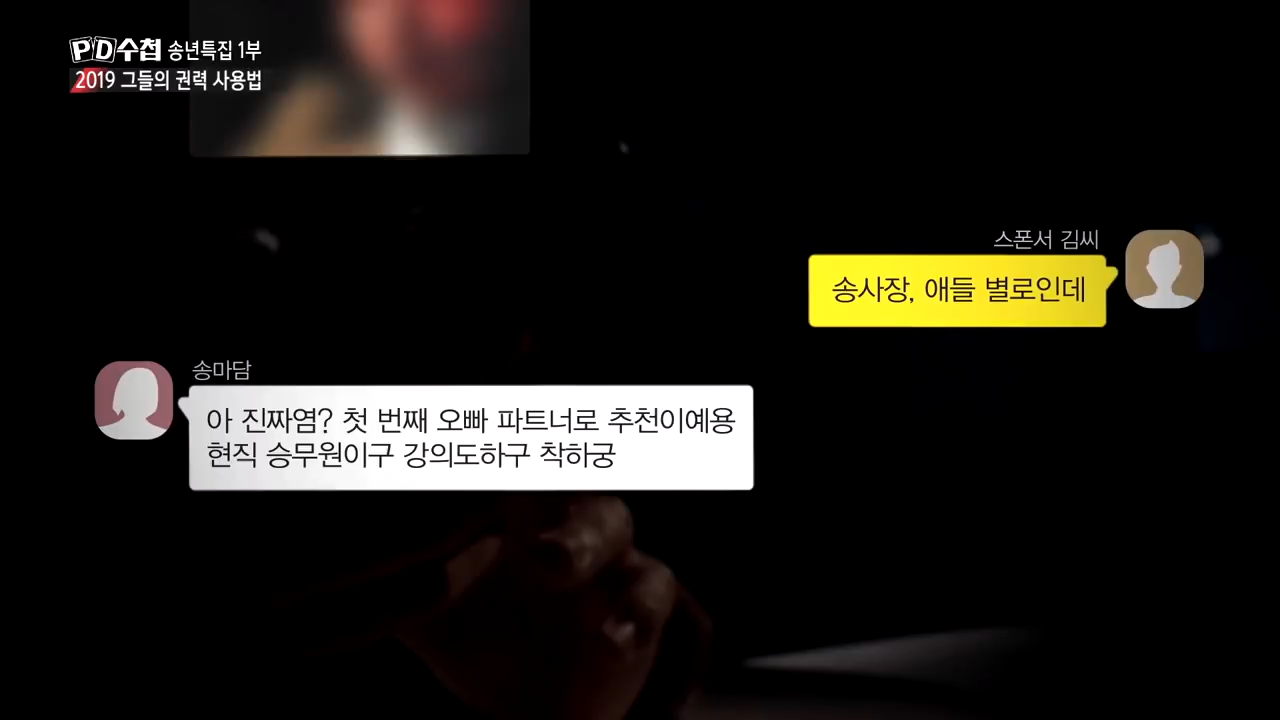 PD수첩 송년특집 1부
2019 그들의 권력 사용법
스폰서 김씨
송사장, 애들 별로인데
송마담
아 진짜염? 첫 번째 오빠 파트너로 추천이예용
현직 승무원이구 강의도하구 착하궁